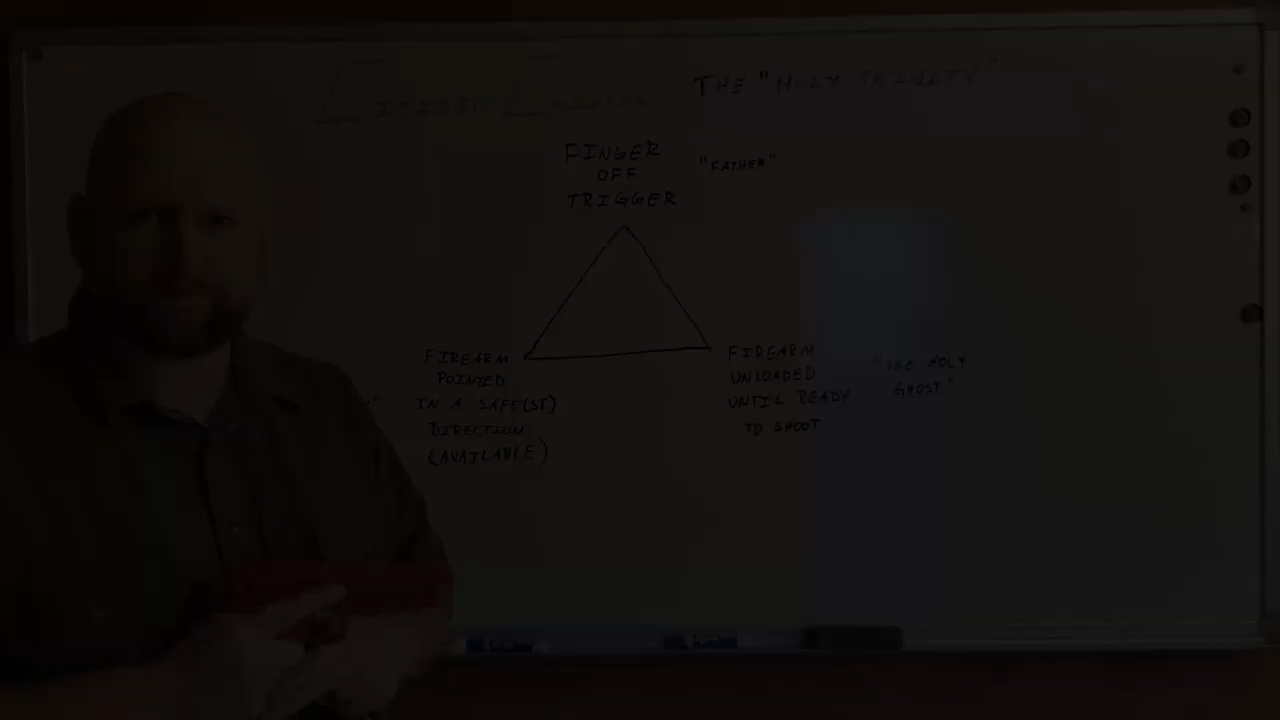 THE "HOLY TRINITY"
FINGER
OFF
TRIGGER
"FATHER"
FIREARM
POINTED
IN A SAFE(ST)
DIRECTION
(AVAILABLE)
FIREARM
UNLOADED
UNTIL READY
TO SHOOT
"THE HOLY
GHOST"